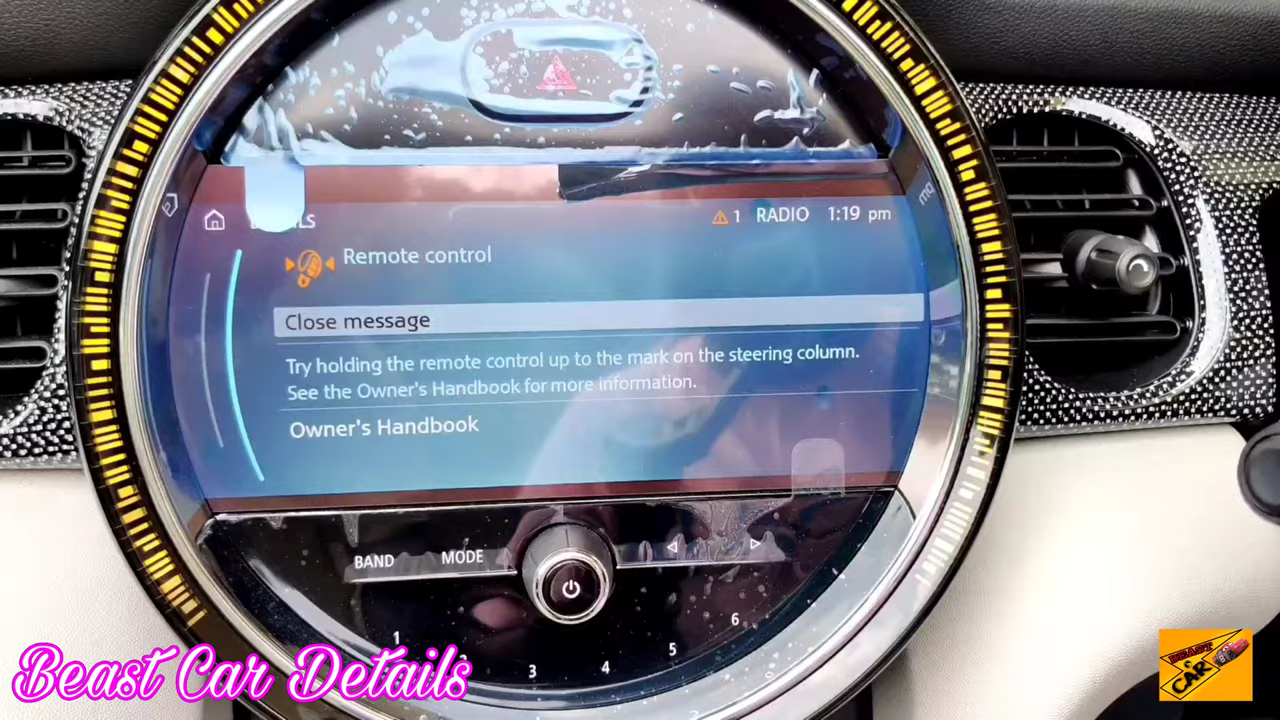 1 RADIO 1:19 pm
Remote control
Close message
Try holding the remote control up to the mark on the steering column.
See the Owner's Handbook for more information.
Owner's Handbook
BAND MODE
1 2 3 4 5 6
Beast Car Details
BEAST
CAR